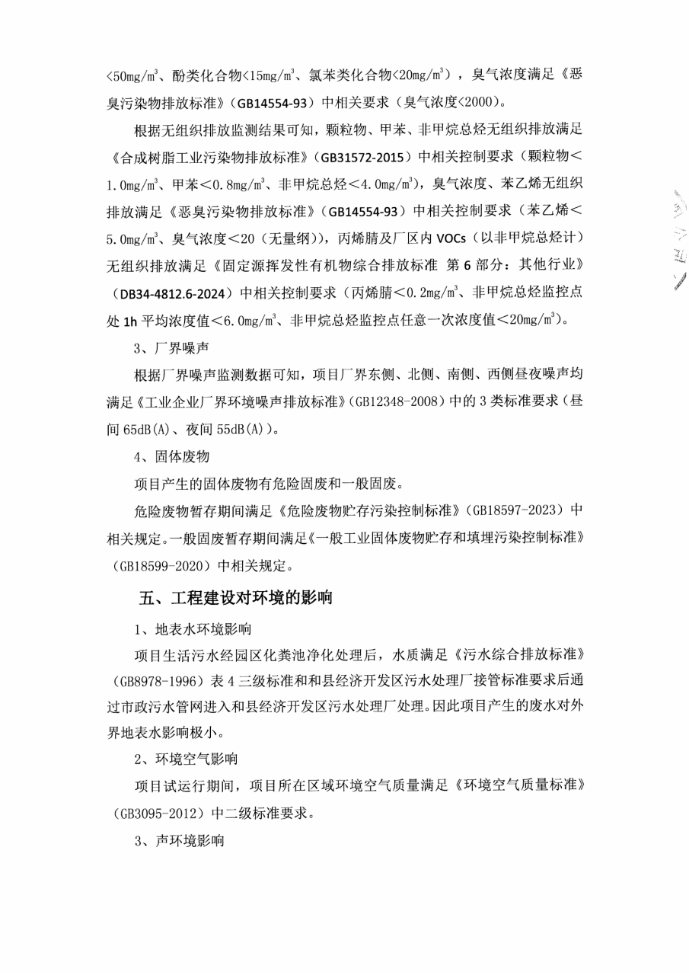 <50mg/m³、酚类化合物<15mg/m³、氯苯类化合物<20mg/m³），臭气浓度满足《恶
臭污染物排放标准》（GB14554-93）中相关要求（臭气浓度<2000）。
根据无组织排放监测结果可知，颗粒物、甲苯、非甲烷总烃无组织排放满足
《合成树脂工业污染物排放标准》（GB31572-2015）中相关控制要求（颗粒物＜
1.0mg/m³、甲苯＜0.8mg/m³、非甲烷总烃＜4.0mg/m³），臭气浓度、苯乙烯无组织
排放满足《恶臭污染物排放标准》（GB14554-93）中相关控制要求（苯乙烯＜
5.0mg/m³、臭气浓度＜20（无量纲）），丙烯腈及厂区内 VOCs（以非甲烷总烃计）
无组织排放满足《固定源挥发性有机物综合排放标准 第 6 部分：其他行业》
（DB34-4812.6-2024）中相关控制要求（丙烯腈＜0.2mg/m³、非甲烷总烃监控点
处 1h 平均浓度值＜6.0mg/m³、非甲烷总烃监控点任意一次浓度值＜20mg/m³）。
3、厂界噪声
根据厂界噪声监测数据可知，项目厂界东侧、北侧、南侧、西侧昼夜噪声均
满足《工业企业厂界环境噪声排放标准》（GB12348-2008）中的 3 类标准要求（昼
间 65dB(A)、夜间 55dB(A)）。
4、固体废物
项目产生的固体废物有危险固废和一般固废。
危险废物暂存期间满足《危险废物贮存污染控制标准》（GB18597-2023）中
相关规定。一般固废暂存期间满足《一般工业固体废物贮存和填埋污染控制标准》
（GB18599-2020）中相关规定。
五、工程建设对环境的影响
1、地表水环境影响
项目生活污水经园区化粪池净化处理后，水质满足《污水综合排放标准》
（GB8978-1996）表 4 三级标准和和县经济开发区污水处理厂接管标准要求后通
过市政污水管网进入和县经济开发区污水处理厂处理。因此项目产生的废水对外
界地表水影响极小。
2、环境空气影响
项目试运行期间，项目所在区域环境空气质量满足《环境空气质量标准》
（GB3095-2012）中二级标准要求。
3、声环境影响